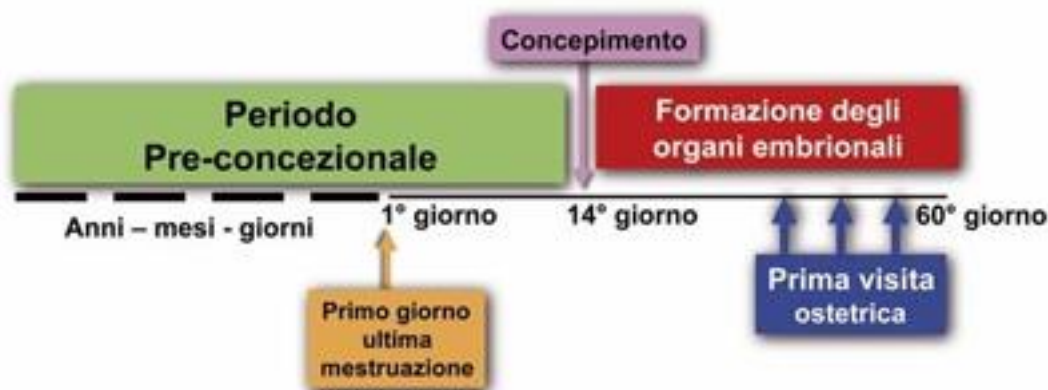 Concepimento
Periodo
Pre-concezionale
Formazione degli
organi embrionali
Anni – mesi - giorni
1° giorno
14° giorno
60° giorno
Primo giorno
ultima
mestruazione
Prima visita
ostetrica